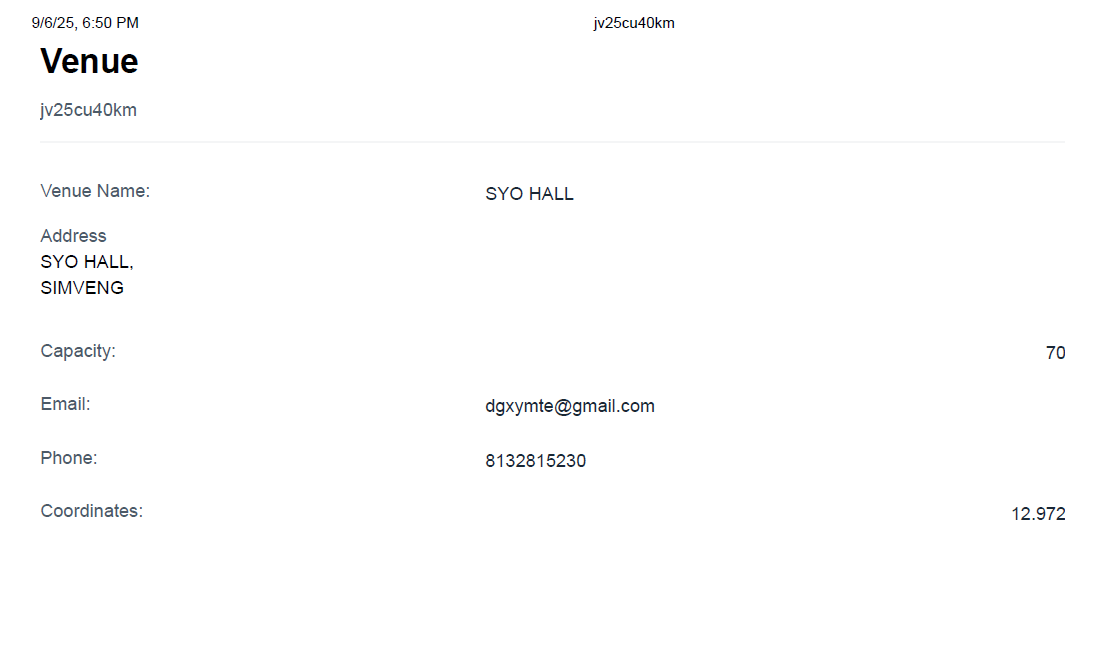 9/6/25, 6:50 PM jv25cu40km
Venue
jv25cu40km
Venue Name: SYO HALL
Address
SYO HALL,
SIMVENG
Capacity: 70
Email: dgxymte@gmail.com
Phone: 8132815230
Coordinates: 12.972